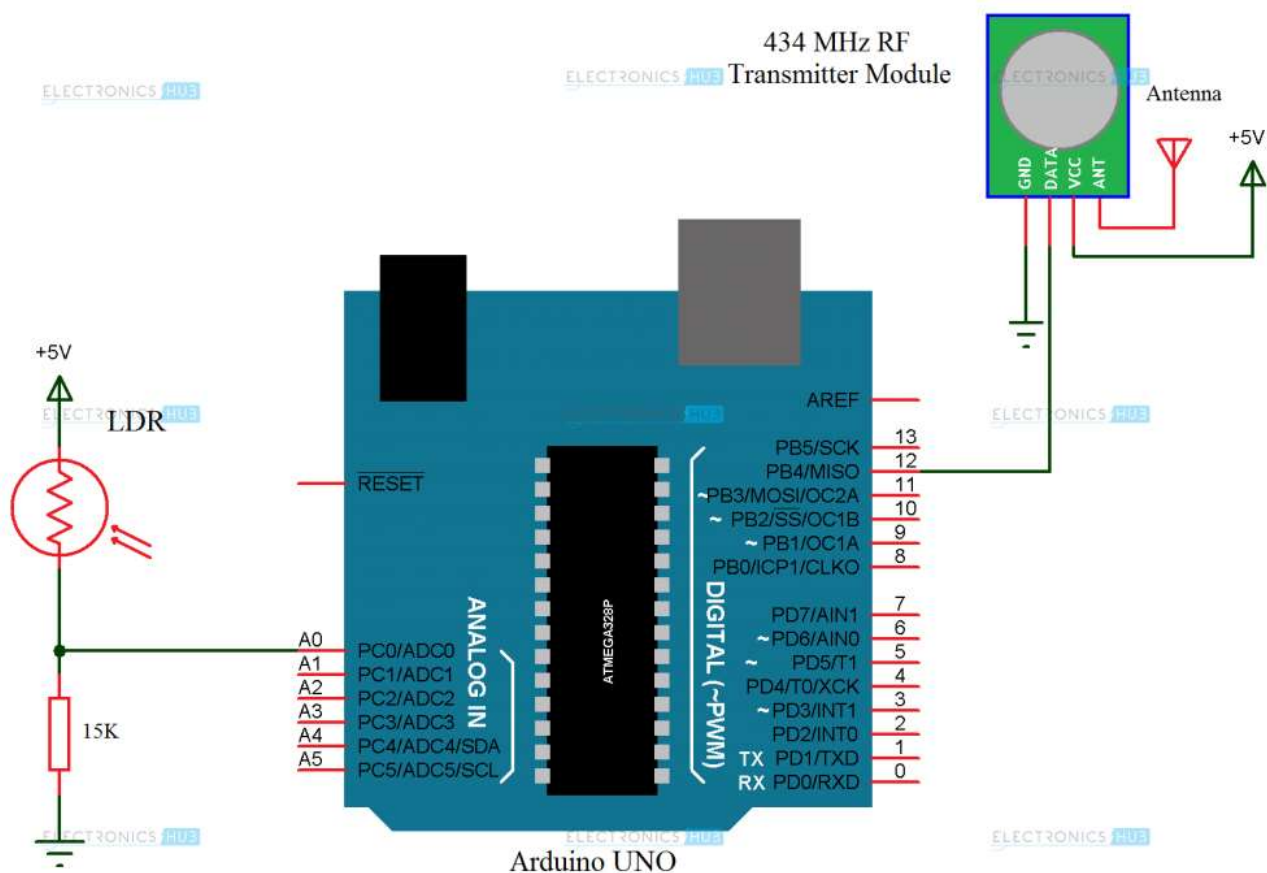 434 MHz RF
Transmitter Module
ELECTRONICS HUB
ELECTRONICS HUB
ELECTRONICS HUB
Antenna
+5V
GND
DATA
VCC
ANT
+5V
LDR
ELECTRONICS HUB
ELECTRONICS HUB
ELECTRONICS HUB
AREF
RESET
PB5/SCK 13
PB4/MISO 12
~PB3/MOSI/OC2A 11
~ PB2/SS/OC1B 10
~ PB1/OC1A 9
PB0/ICP1/CLKO 8
PD7/AIN1 7
~PD6/AIN0 6
~ PD5/T1 5
PD4/T0/XCK 4
~PD3/INT1 3
PD2/INT0 2
TX PD1/TXD 1
RX PD0/RXD 0
DIGITAL (~PWM)
ATMEGA328P
ANALOG IN
A0 PC0/ADC0
A1 PC1/ADC1
A2 PC2/ADC2
A3 PC3/ADC3
A4 PC4/ADC4/SDA
A5 PC5/ADC5/SCL
15K
ELECTRONICS HUB
ELECTRONICS HUB
ELECTRONICS HUB
Arduino UNO